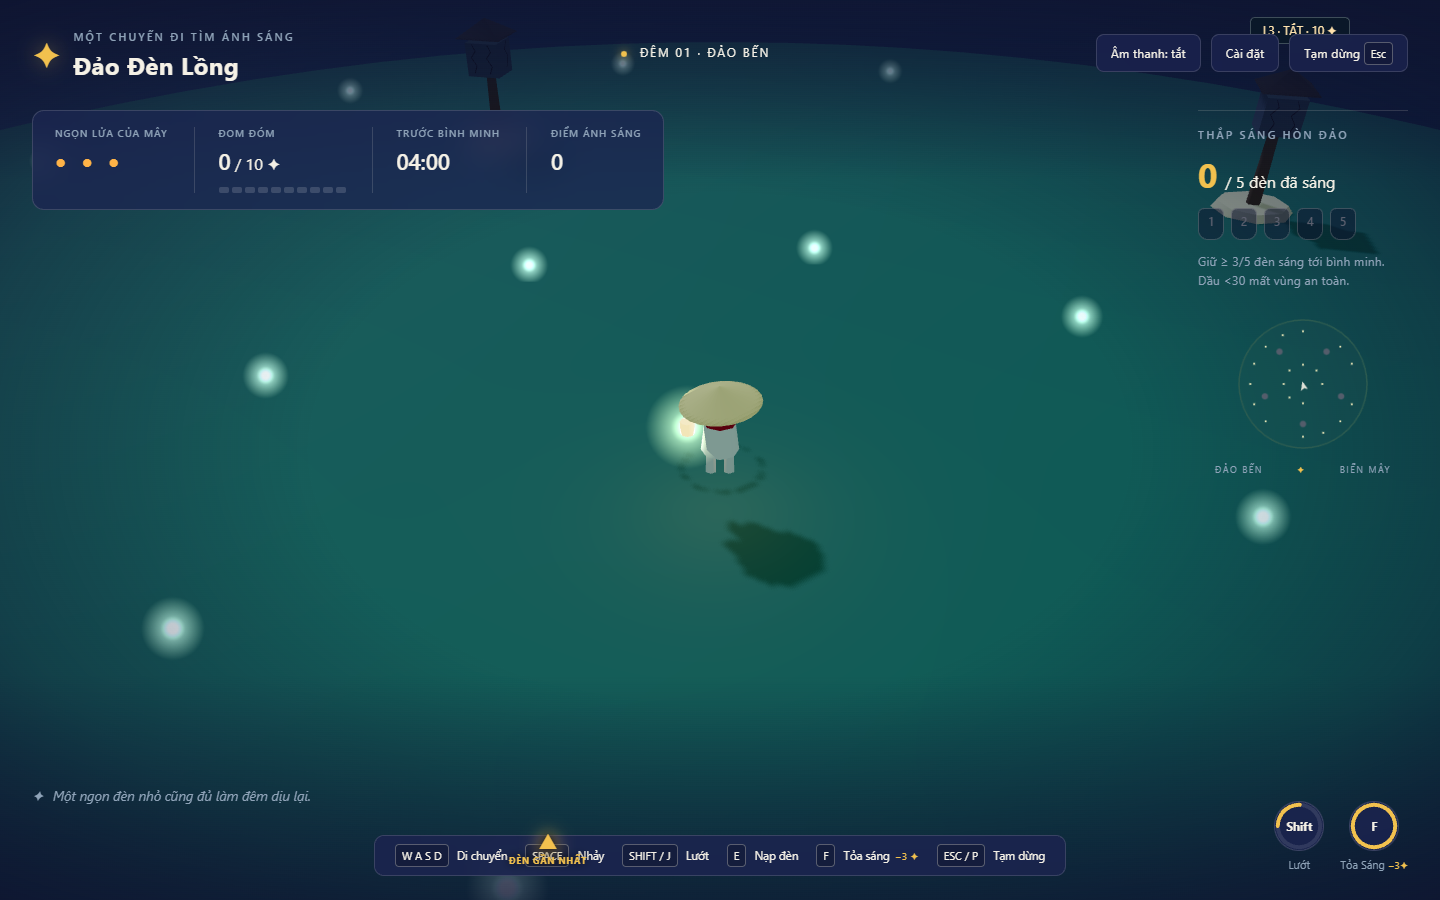 MỘT CHUYẾN ĐI TÌM ÁNH SÁNG
Đảo Đèn Lồng
ĐÊM 01 · ĐẢO BẾN
L3 · TẮT · 10 ✦
Âm thanh: tắt
Cài đặt
Tạm dừng Esc
NGỌN LỬA CỦA MÂY
ĐOM ĐÓM
0 / 10 ✦
TRƯỚC BÌNH MINH
04:00
ĐIỂM ÁNH SÁNG
0
THẮP SÁNG HÒN ĐẢO
0 / 5 đèn đã sáng
1 2 3 4 5
Giữ ≥ 3/5 đèn sáng tới bình minh.
Dầu <30 mất vùng an toàn.
ĐẢO BẾN ✦ BIỂN MÂY
✦ Một ngọn đèn nhỏ cũng đủ làm đêm dịu lại.
W A S D Di chuyển SPACE Nhảy SHIFT / J Lướt E Nạp đèn F Tỏa sáng −3 ✦ ESC / P Tạm dừng
ĐÈN GẦN NHẤT
Shift
Lướt
F
Tỏa Sáng −3✦